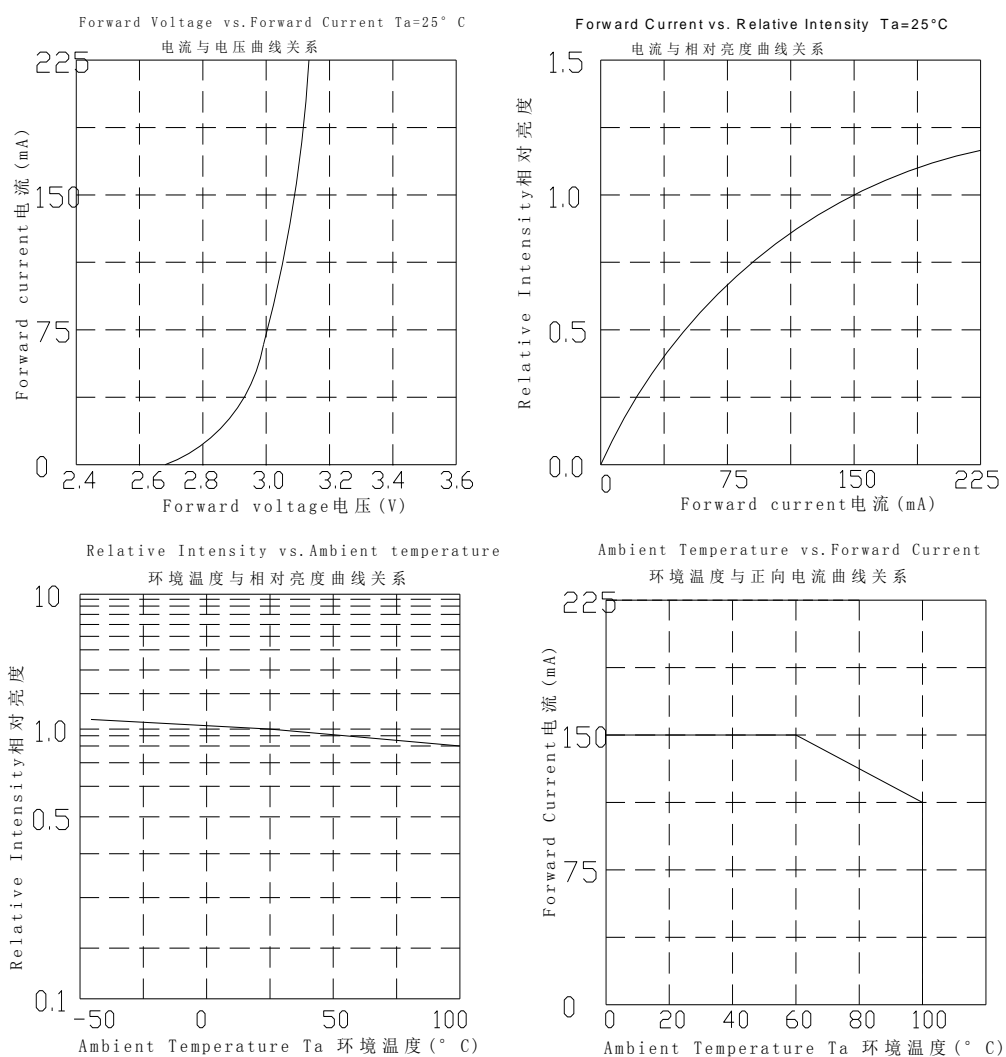 Forward Voltage vs.Forward Current Ta=25° C
电流与电压曲线关系
225
150
75
0
Forward current电流(mA)
2.4 2.6 2.8 3.0 3.2 3.4 3.6
Forward voltage电压(V)
Forward Current vs. Relative Intensity Ta=25°C
电流与相对亮度曲线关系
1.5
1.0
0.5
0.0
Relative Intensity相对亮度
0 75 150 225
Forward current电流(mA)
Relative Intensity vs.Ambient temperature
环境温度与相对亮度曲线关系
10
1.0
0.5
0.1
Relative Intensity相对亮度
-50 0 50 100
Ambient Temperature Ta 环境温度(° C)
Ambient Temperature vs.Forward Current
环境温度与正向电流曲线关系
225
150
75
0
Forward Current电流(mA)
0 20 40 60 80 100 120
Ambient Temperature Ta 环境温度(° C)